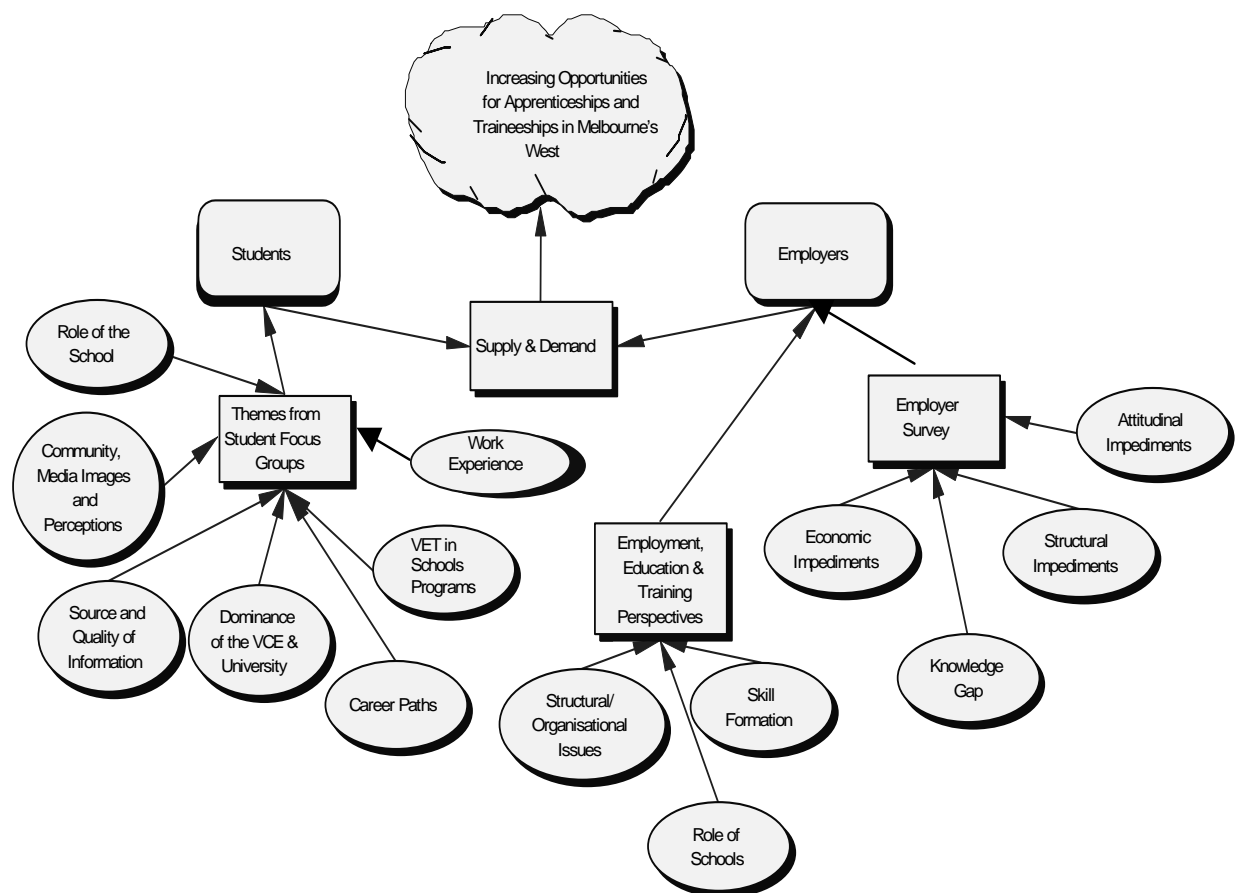 Increasing Opportunities
for Apprenticeships and
Traineeships in Melbourne's
West
Students
Employers
Role of the
School
Supply & Demand
Themes from
Student Focus
Groups
Employer
Survey
Attitudinal
Impediments
Community,
Media Images
and
Perceptions
Work
Experience
Economic
Impediments
Structural
Impediments
VET in
Schools
Programs
Employment,
Education &
Training
Perspectives
Source and
Quality of
Information
Dominance
of the VCE &
University
Career Paths
Structural/
Organisational
Issues
Skill
Formation
Knowledge
Gap
Role of
Schools